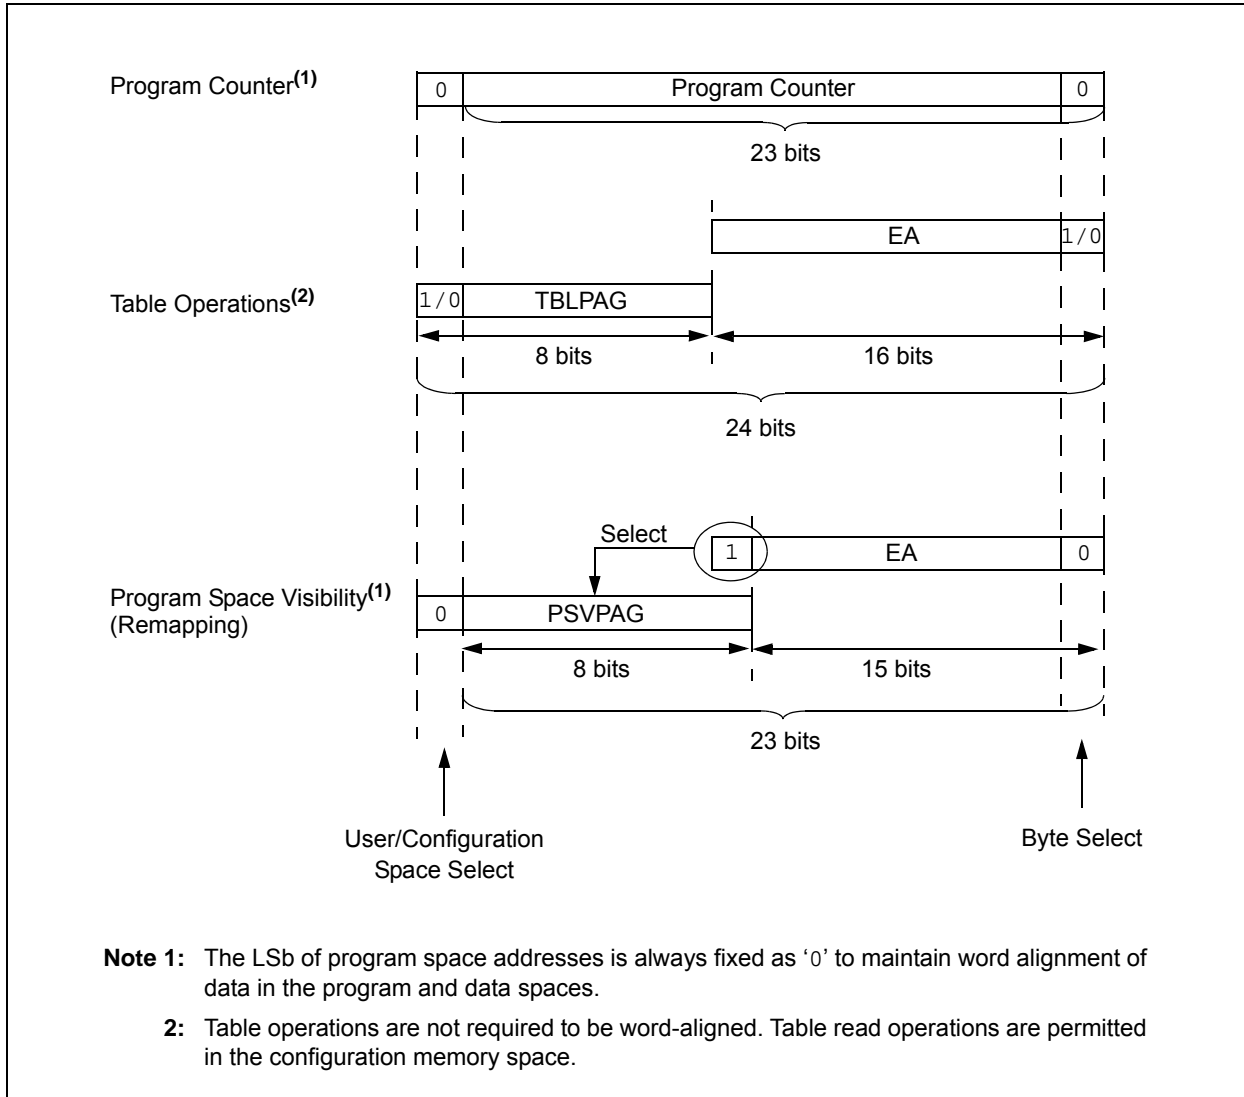 Program Counter(1)
0
Program Counter
0
23 bits
EA
1/0
Table Operations(2)
1/0
TBLPAG
8 bits
16 bits
24 bits
Select
1
EA
0
Program Space Visibility(1)
(Remapping)
0
PSVPAG
8 bits
15 bits
23 bits
User/Configuration
Space Select
Byte Select
Note 1: The LSb of program space addresses is always fixed as ‘0’ to maintain word alignment of
data in the program and data spaces.
2: Table operations are not required to be word-aligned. Table read operations are permitted
in the configuration memory space.